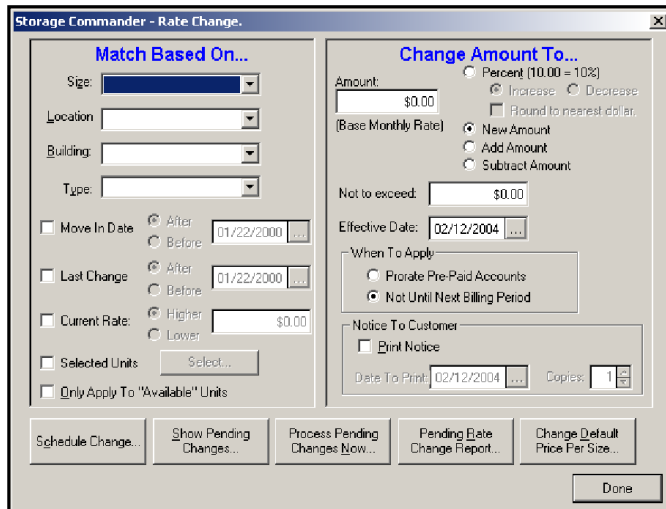 Storage Commander - Rate Change.
Match Based On...
Size:
Location
Building:
Type:
Move In Date
After
Before
01/22/2000 ...
Last Change
After
Before
01/22/2000 ...
Current Rate:
Higher
Lower
$0.00
Selected Units
Select...
Only Apply To "Available" Units
Change Amount To...
Amount:
$0.00
(Base Monthly Rate)
Percent (10.00 = 10%)
Increase Decrease
Round to nearest dollar.
New Amount
Add Amount
Subtract Amount
Not to exceed: $0.00
Effective Date: 02/12/2004 ...
When To Apply
Prorate Pre-Paid Accounts
Not Until Next Billing Period
Notice To Customer
Print Notice
Date To Print: 02/12/2004 ... Copies: 1
Schedule Change...
Show Pending
Changes...
Process Pending
Changes Now...
Pending Rate
Change Report...
Change Default
Price Per Size...
Done